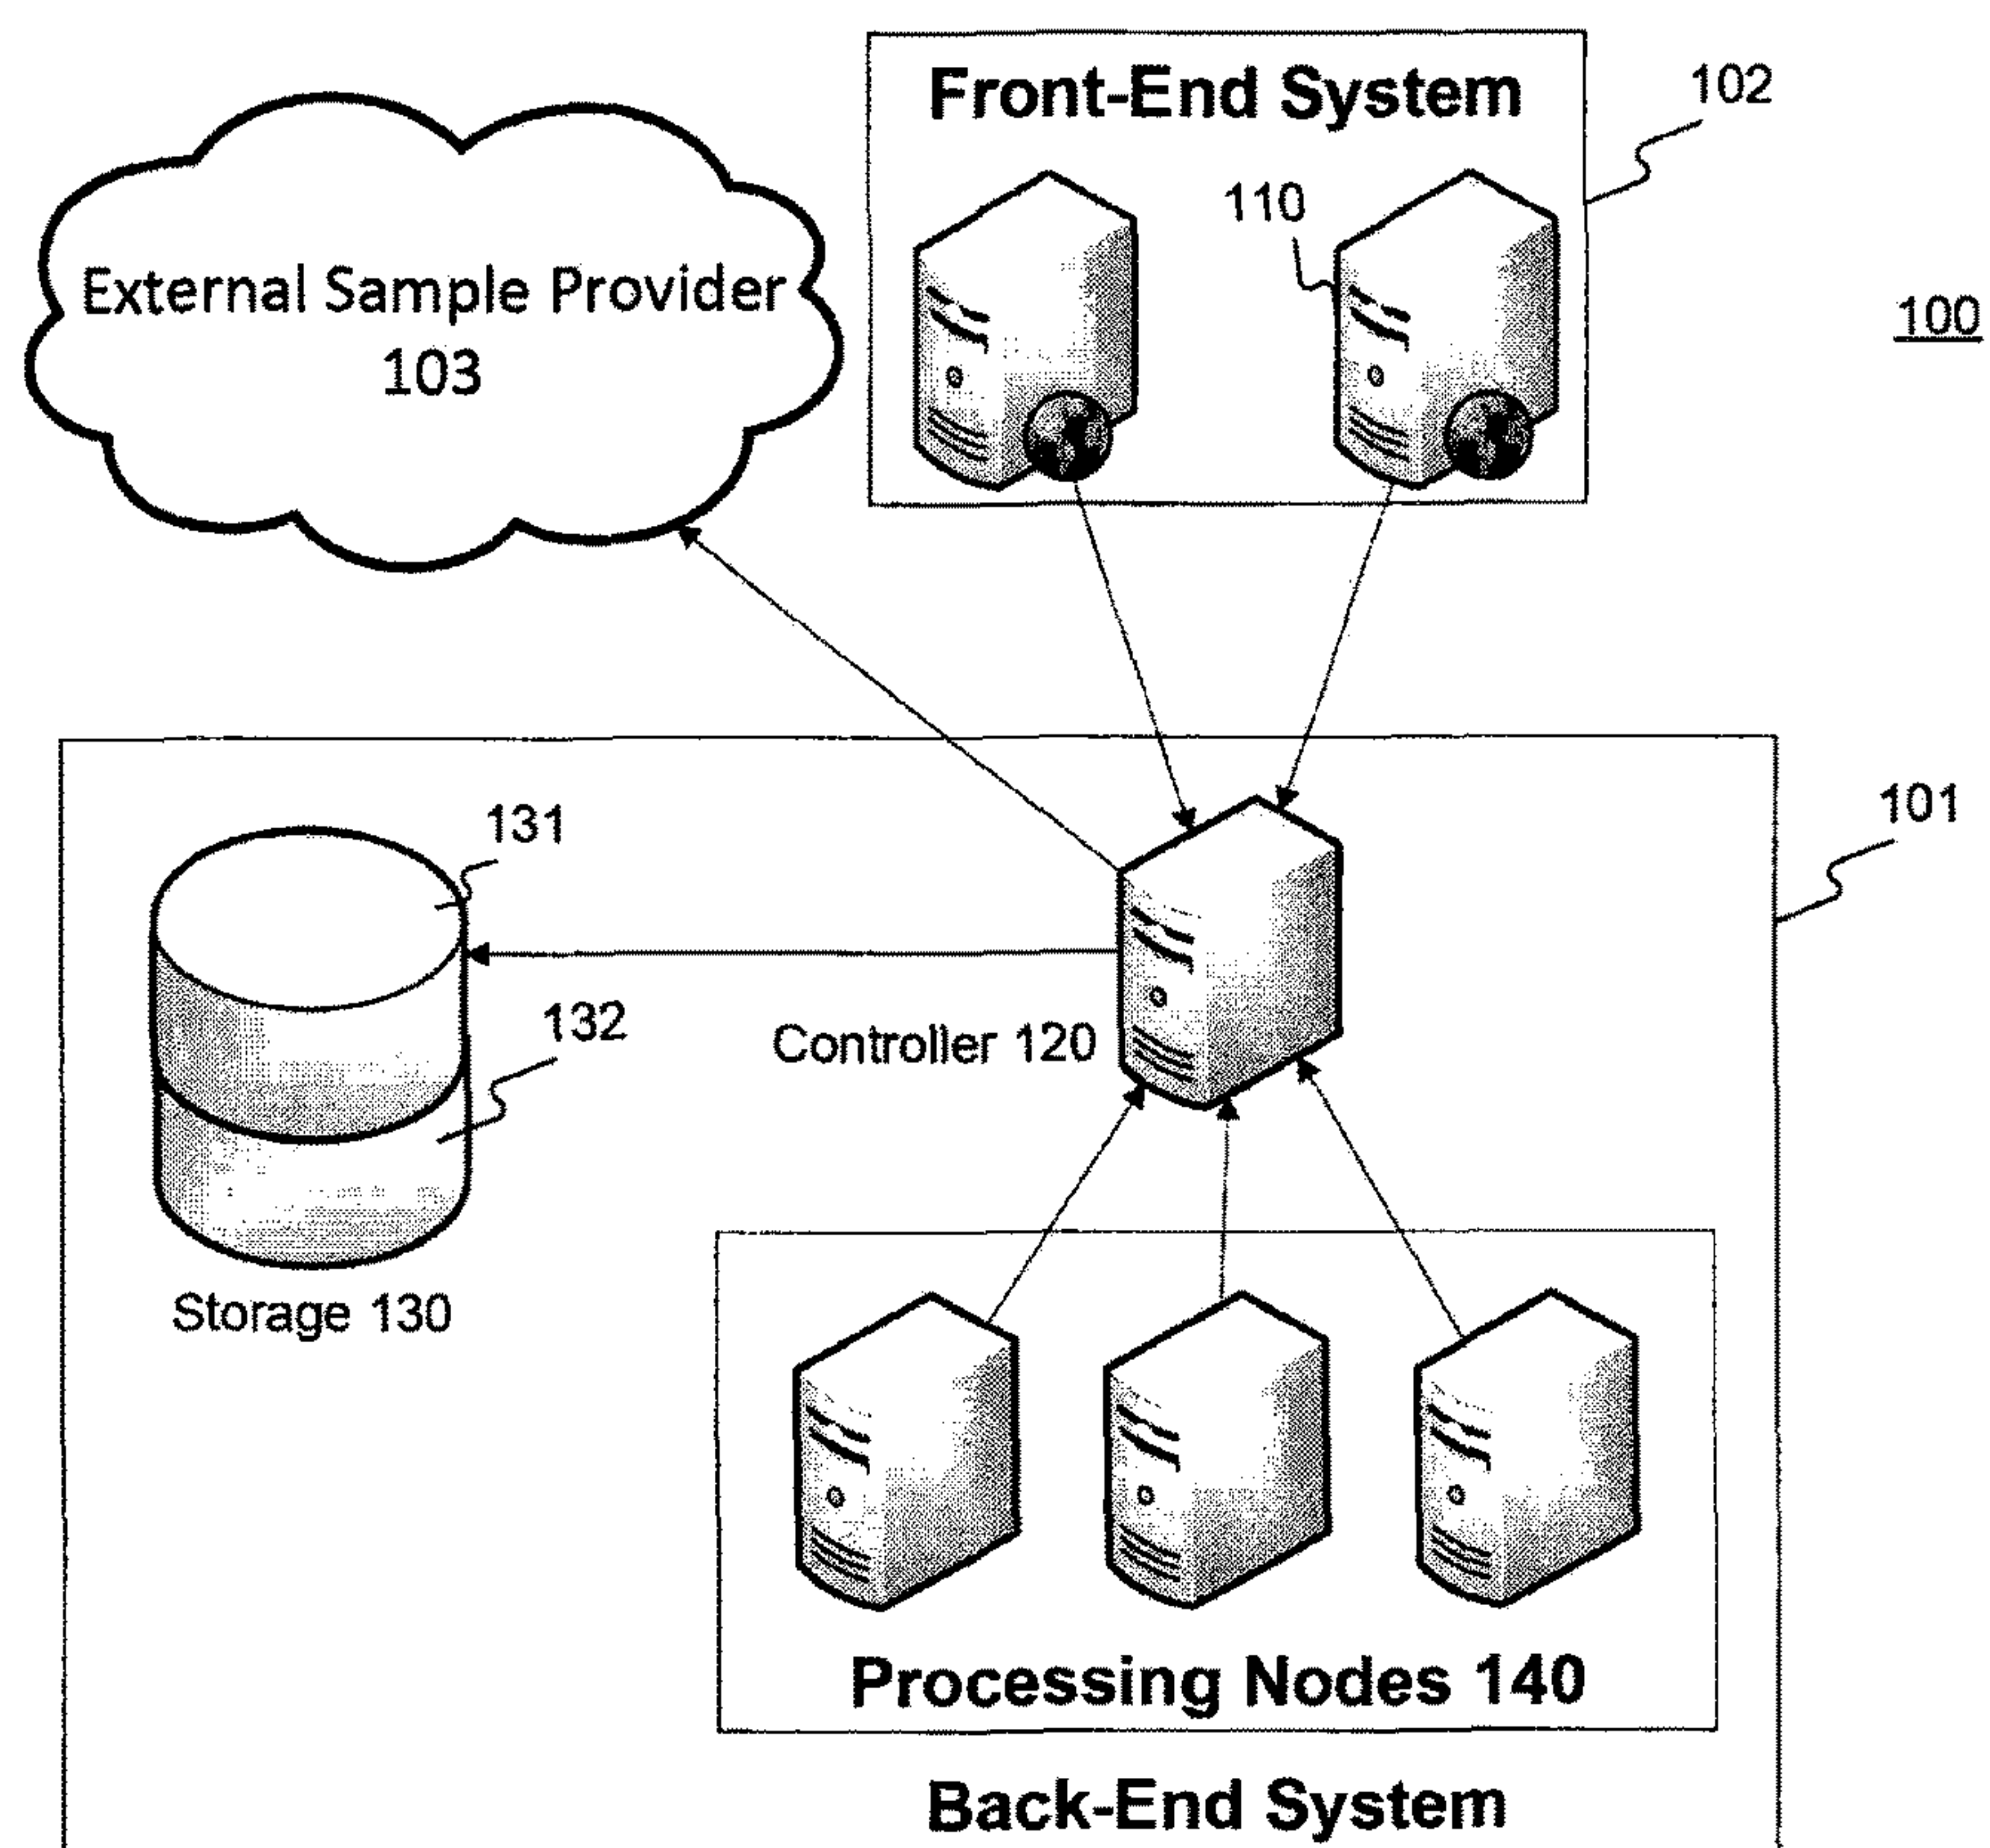 Front-End System
102
110
External Sample Provider
103
100
101
131
132
Controller 120
Storage 130
Processing Nodes 140
Back-End System